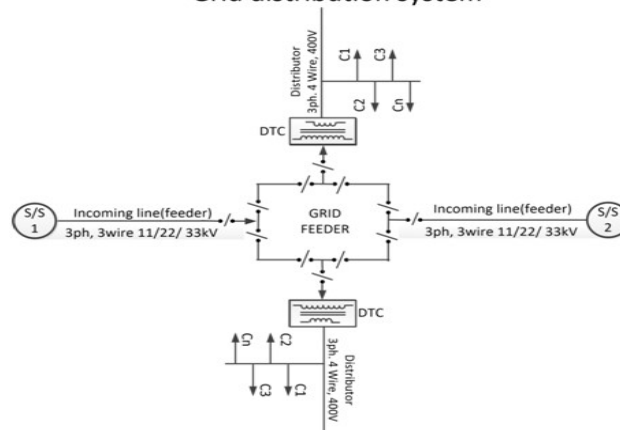 Grid distribution system
Distributor
3ph. 4 Wire, 400V
C1
C3
C2
Cn
DTC
S/S
1
Incoming line(feeder)
3ph, 3wire 11/22/ 33kV
GRID
FEEDER
Incoming line(feeder)
3ph, 3wire 11/22/ 33kV
S/S
2
DTC
Cn
C2
C3
C1
Distributor
3ph. 4 Wire, 400V